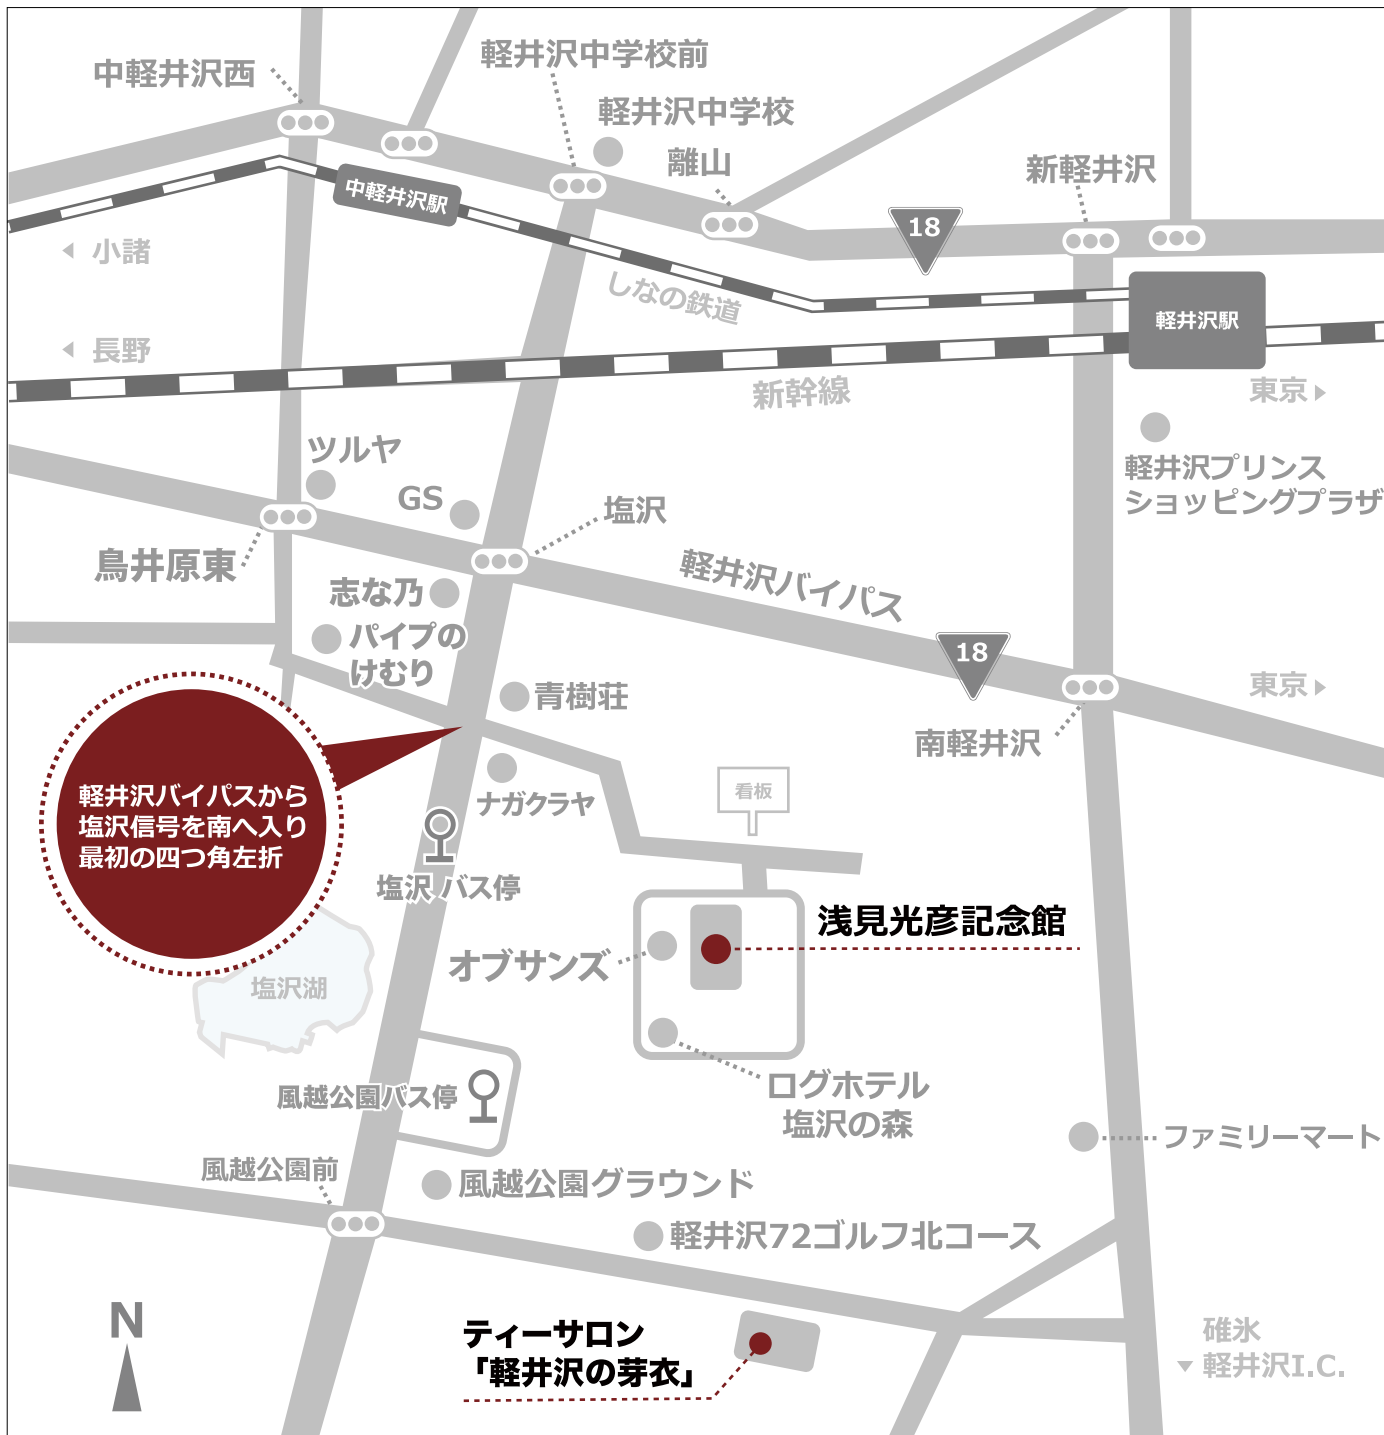 中軽井沢西
軽井沢中学校前
軽井沢中学校
離山
新軽井沢
中軽井沢駅
18
小諸
しなの鉄道
軽井沢駅
長野
新幹線
東京
ツルヤ
GS
塩沢
軽井沢プリンス
ショッピングプラザ
鳥井原東
軽井沢バイパス
志な乃
パイプの
けむり
18
青樹荘
東京
南軽井沢
軽井沢バイパスから
塩沢信号を南へ入り
最初の四つ角左折
ナガクラヤ
看板
塩沢 バス停
浅見光彦記念館
オブサンズ
塩沢湖
ログホテル
塩沢の森
風越公園バス停
ファミリーマート
風越公園前
風越公園グラウンド
軽井沢72ゴルフ北コース
N
ティーサロン
「軽井沢の芽衣」
碓氷
軽井沢I.C.